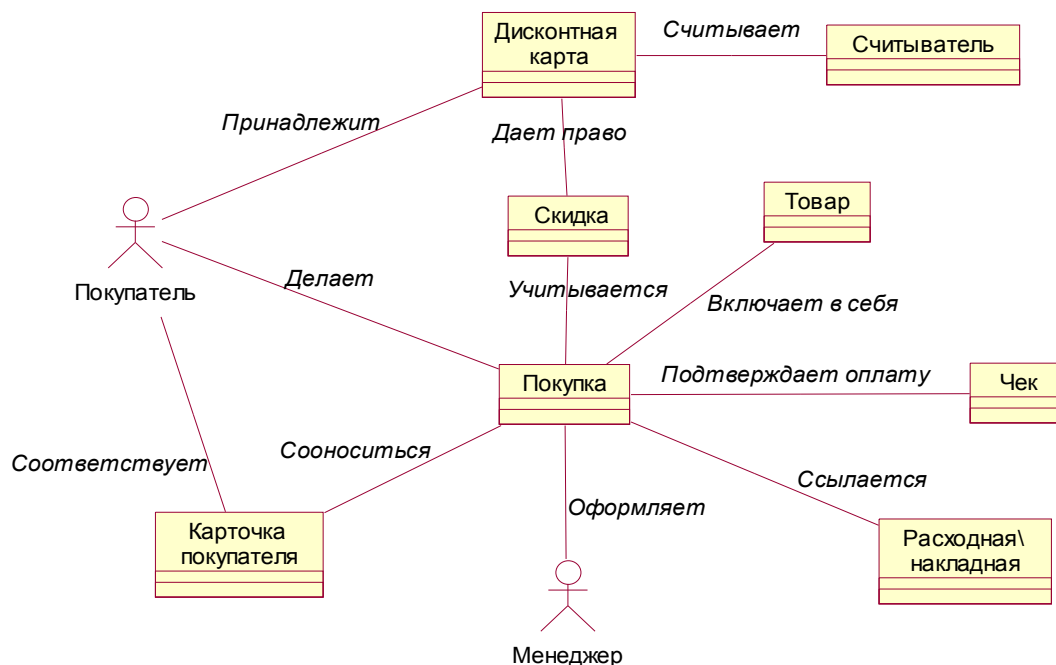 Дисконтная
карта
Считывает
Считыватель
Принадлежит
Дает право
Скидка
Товар
Покупатель
Делает
Учитывается
Включает в себя
Покупка
Подтверждает оплату
Чек
Соответствует
Сооноситься
Ссылается
Оформляет
Карточка
покупателя
Расходная\
накладная
Менеджер